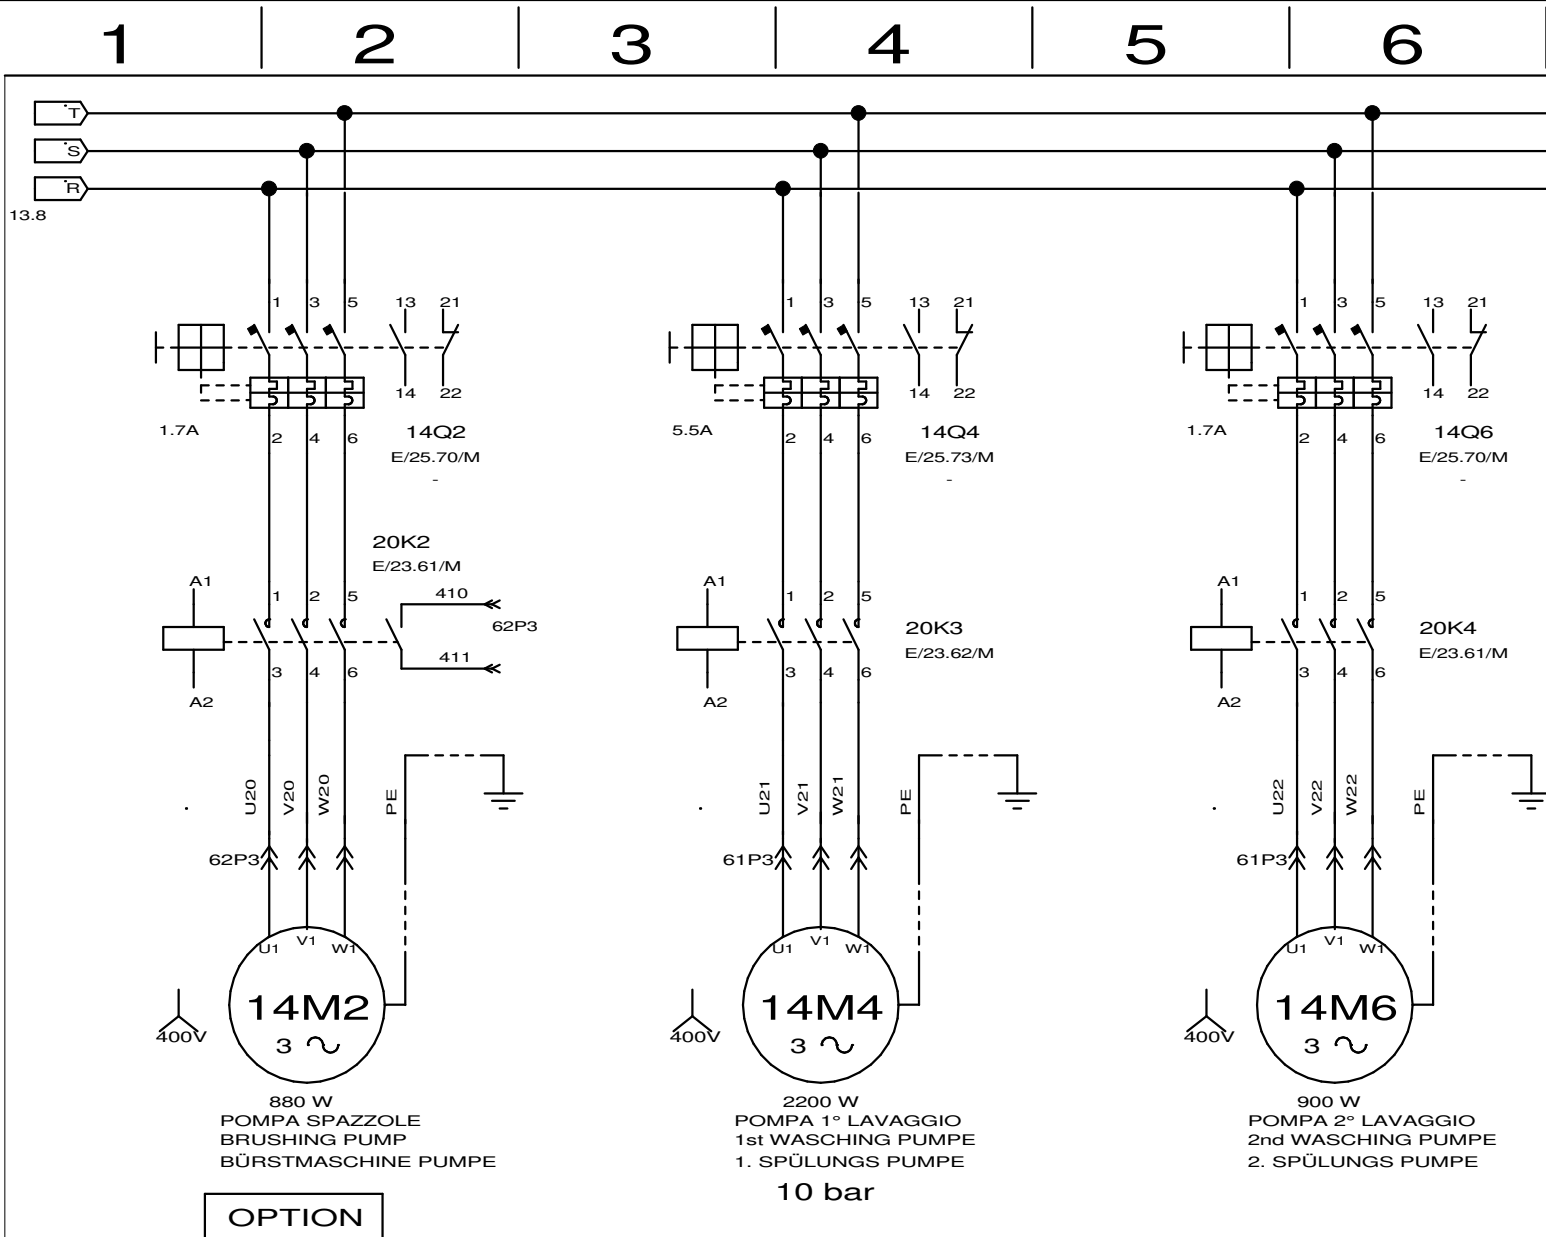 1 2 3 4 5 6
T
S
R
13.8
1 3 5 13 21
1 3 5 13 21
1 3 5 13 21
14 22
14 22
14 22
1.7A 2 4 6 14Q2
E/25.70/M
-
5.5A 2 4 6 14Q4
E/25.73/M
-
1.7A 2 4 6 14Q6
E/25.70/M
-
20K2
E/23.61/M
A1 1 2 5 410
62P3
411
A2 3 4 6
A1 1 2 5
20K3
E/23.62/M
A2 3 4 6
A1 1 2 5
20K4
E/23.61/M
A2 3 4 6
U20 V20 W20 PE
U21 V21 W21 PE
U22 V22 W22 PE
62P3
61P3
61P3
U1 V1 W1
U1 V1 W1
U1 V1 W1
14M2
3
400V
14M4
3
400V
14M6
3
400V
880 W
POMPA SPAZZOLE
BRUSHING PUMP
BÜRSTMASCHINE PUMPE
OPTION
2200 W
POMPA 1° LAVAGGIO
1st WASCHING PUMPE
1. SPÜLUNGS PUMPE
10 bar
900 W
POMPA 2° LAVAGGIO
2nd WASCHING PUMPE
2. SPÜLUNGS PUMPE